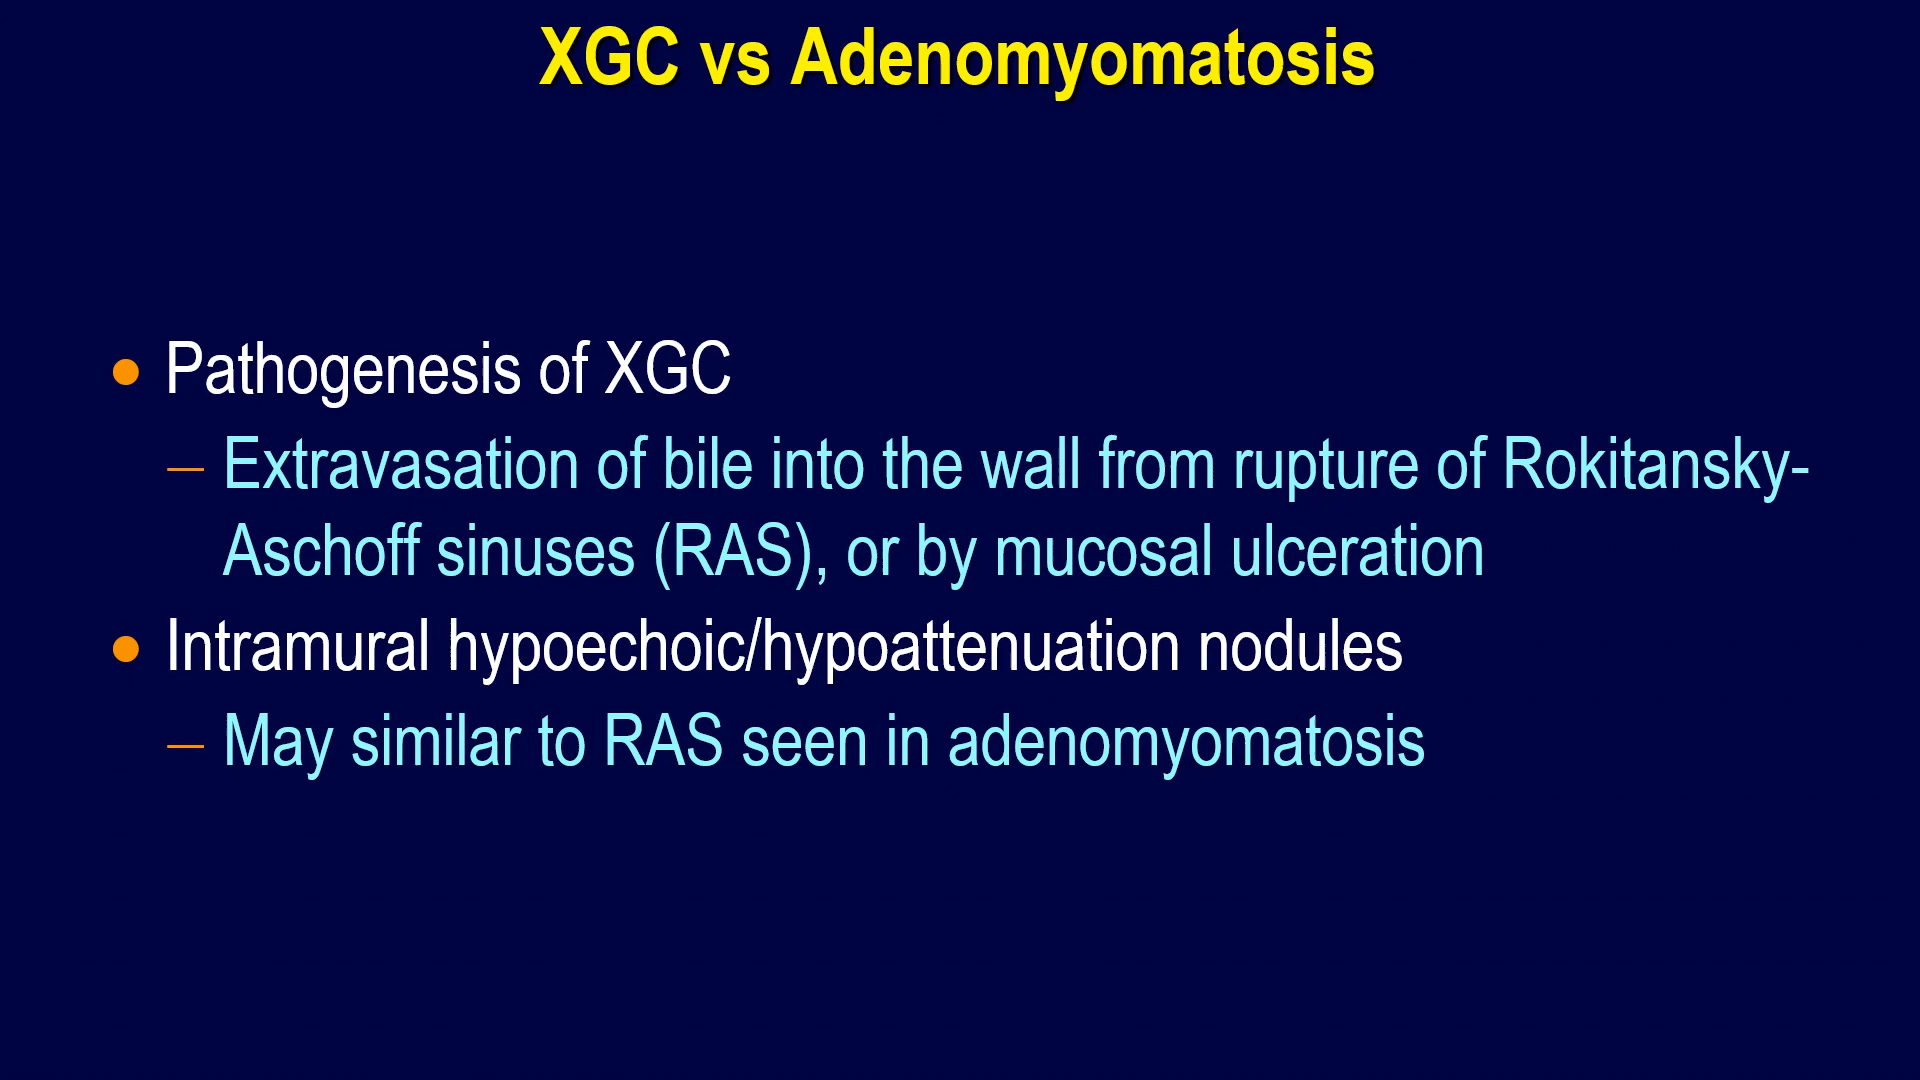 XGC vs Adenomyomatosis
• Pathogenesis of XGC
– Extravasation of bile into the wall from rupture of Rokitansky-
Aschoff sinuses (RAS), or by mucosal ulceration
• Intramural hypoechoic/hypoattenuation nodules
– May similar to RAS seen in adenomyomatosis